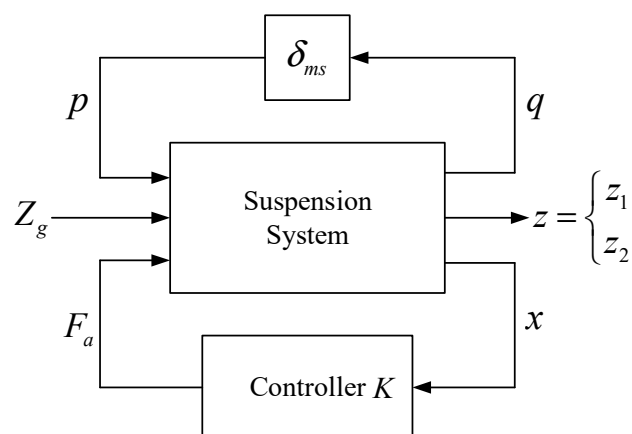 δ_ms
p
q
Suspension
System
Z_g
z = { z_1
z_2
F_a
x
Controller K